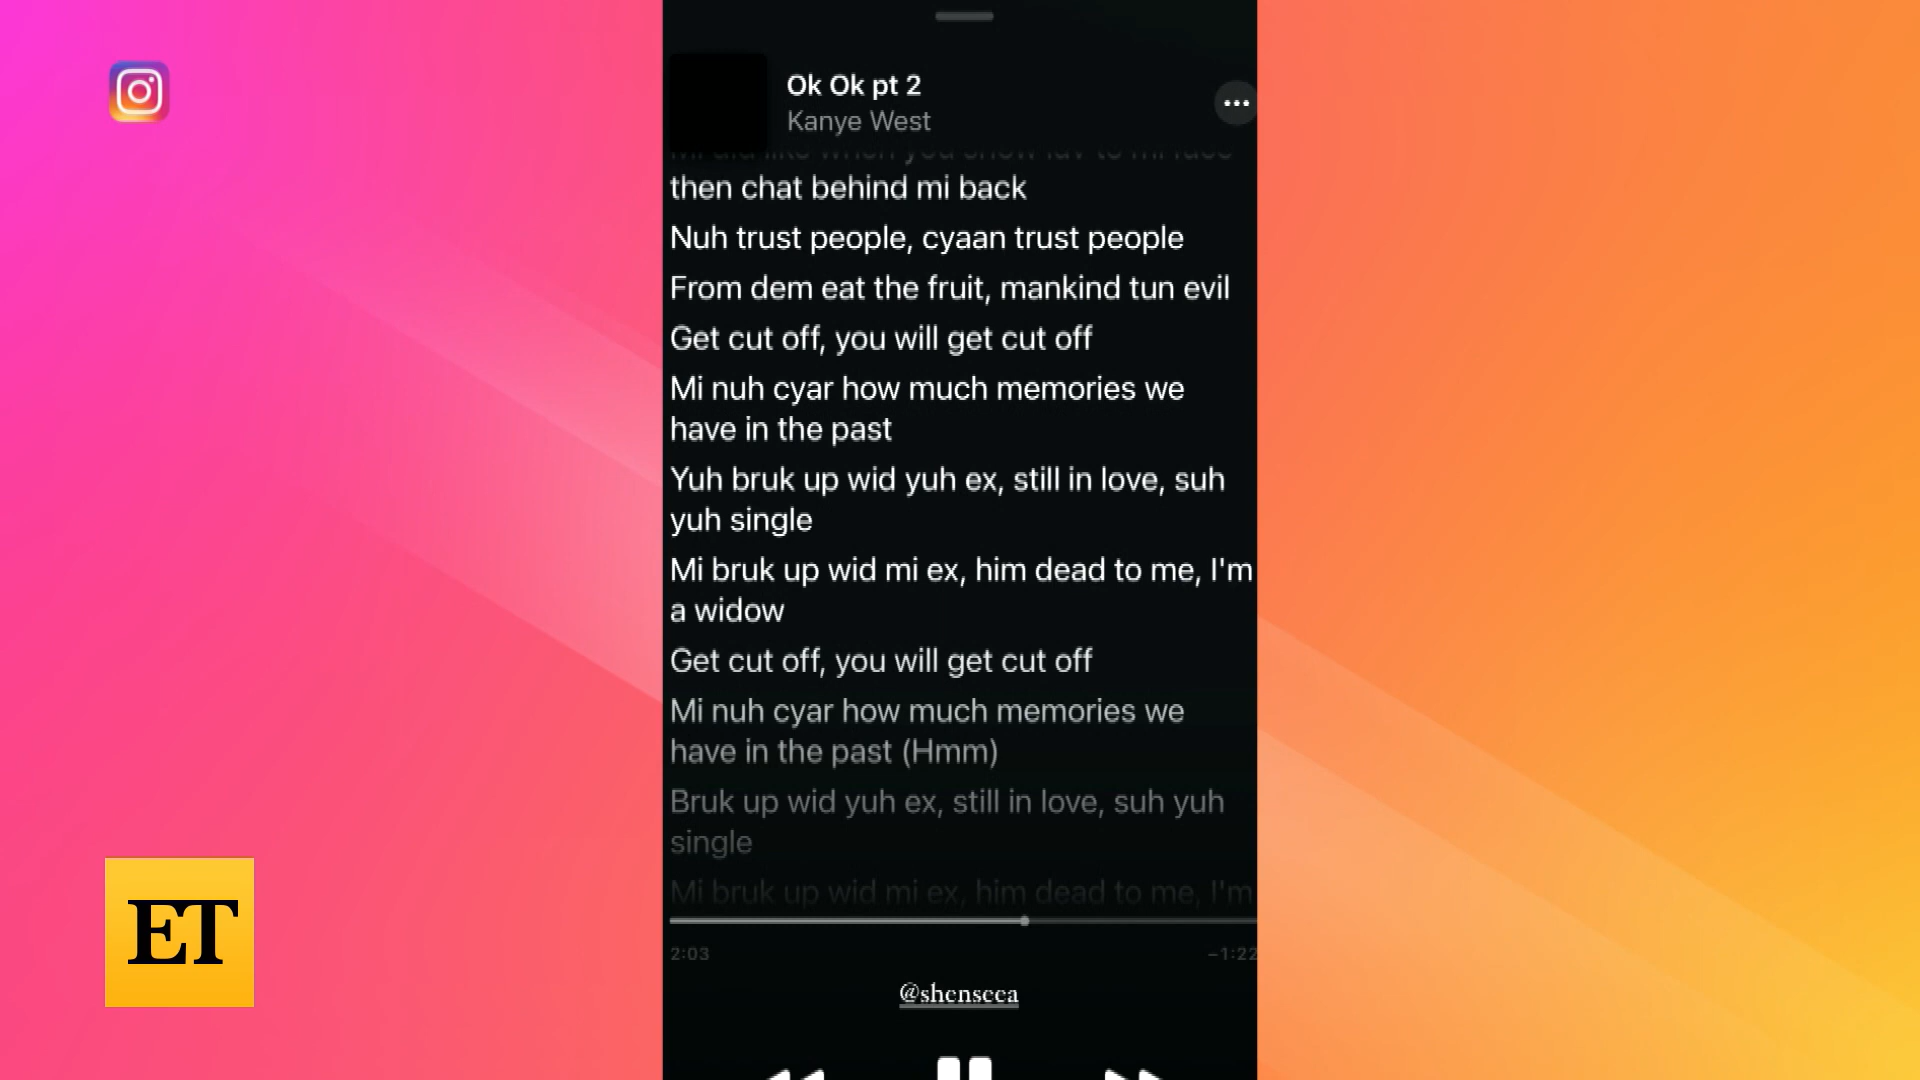 Ok Ok pt 2
Kanye West
then chat behind mi back
Nuh trust people, cyaan trust people
From dem eat the fruit, mankind tun evil
Get cut off, you will get cut off
Mi nuh cyar how much memories we
have in the past
Yuh bruk up wid yuh ex, still in love, suh
yuh single
Mi bruk up wid mi ex, him dead to me, I'm
a widow
Get cut off, you will get cut off
Mi nuh cyar how much memories we
have in the past (Hmm)
Bruk up wid yuh ex, still in love, suh yuh
single
Mi bruk up wid mi ex, him dead to me, I'm
2:03
−1:22
@shenseea
ET